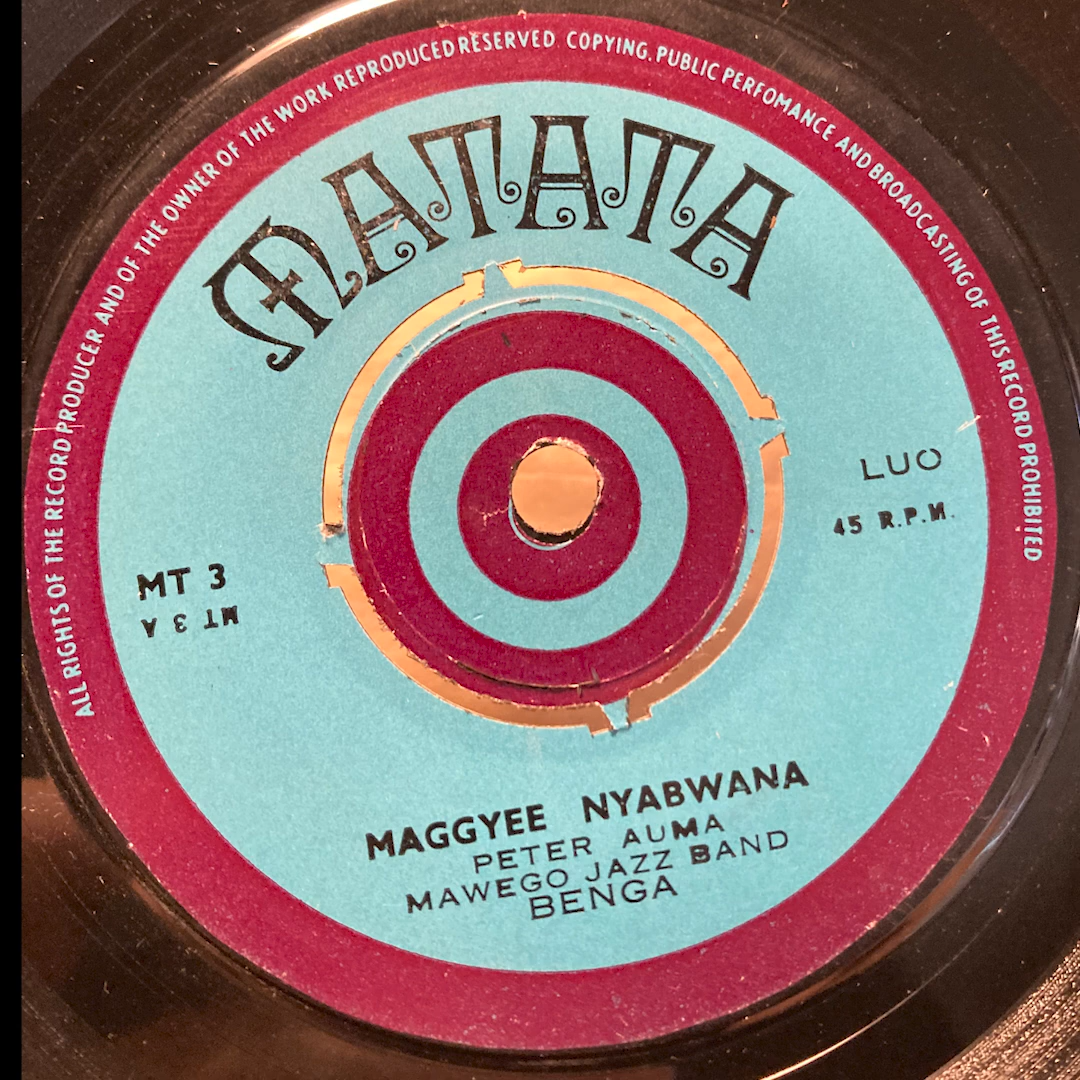 ALL RIGHTS OF THE RECORD PRODUCER AND OF THE OWNER OF THE WORK REPRODUCED RESERVED COPYING, PUBLIC PERFOMANCE AND BROADCASTING OF THIS RECORD PROHIBITED
MATATA
LUO
45 R.P.M.
MT 3
MT 3 A
MAGGYEE NYABWANA
PETER AUMA
MAWEGO JAZZ BAND
BENGA